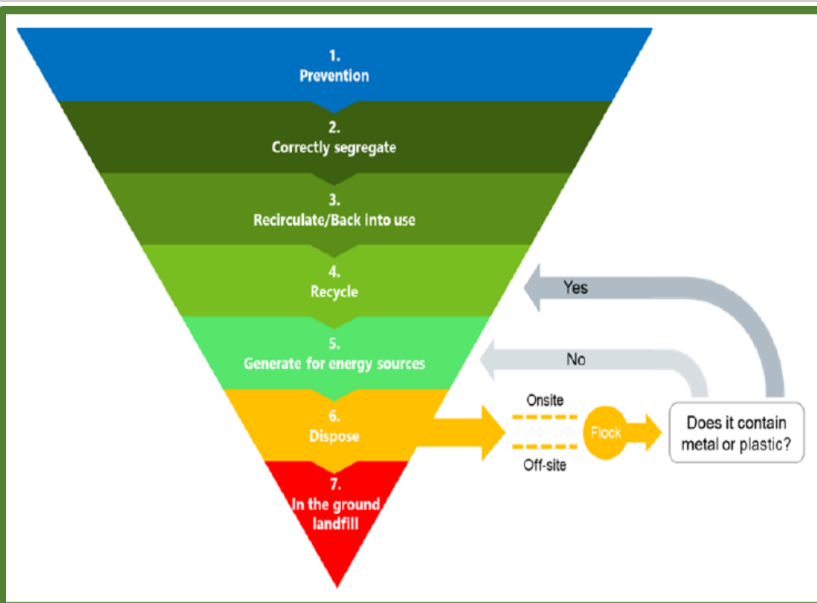 1.
Prevention
2.
Correctly segregate
3.
Recirculate/Back into use
4.
Recycle
5.
Generate for energy sources
6.
Dispose
7.
In the ground
landfill
Yes
No
Onsite
Off-site
Flock
Does it contain
metal or plastic?